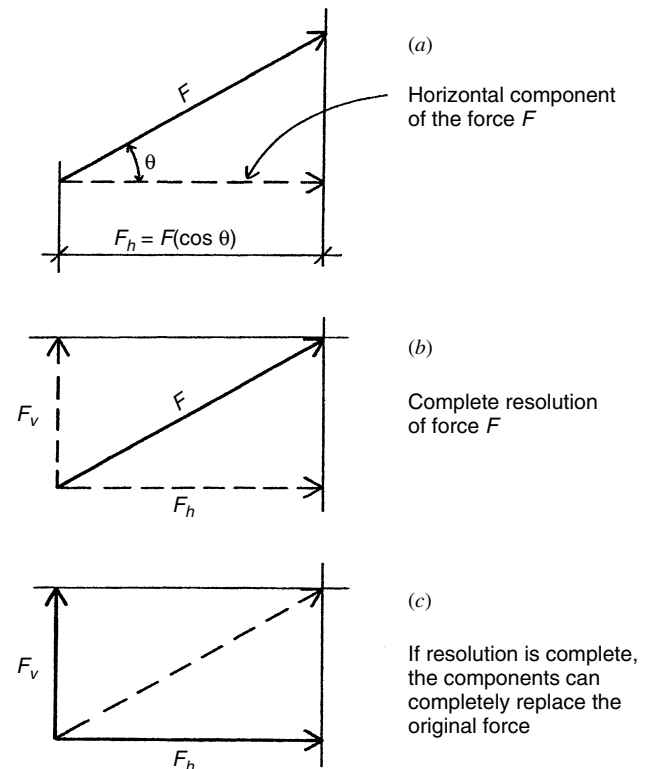 (a)
F
Horizontal component
of the force F
θ
F_h = F(cos θ)
(b)
F
Complete resolution
of force F
F_v
F_h
(c)
F_v
If resolution is complete,
the components can
completely replace the
original force
F_h